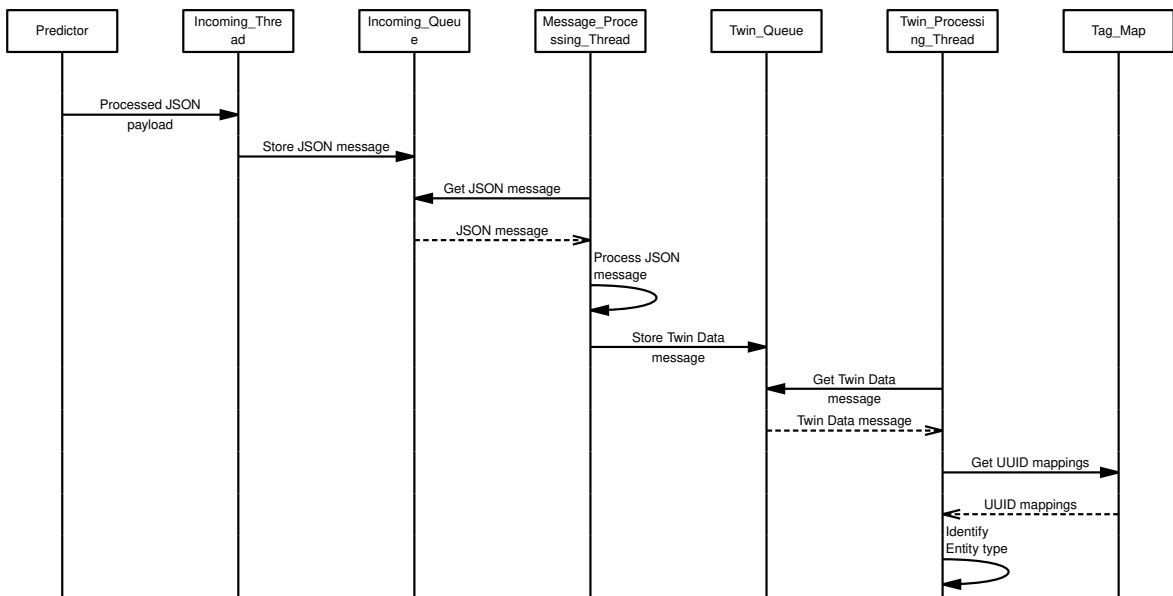 Predictor
Incoming_Thre
ad
Incoming_Queu
e
Message_Proce
ssing_Thread
Twin_Queue
Twin_Processi
ng_Thread
Tag_Map
Processed JSON
payload
Store JSON message
Get JSON message
JSON message
Process JSON
message
Store Twin Data
message
Get Twin Data
message
Twin Data message
Get UUID mappings
UUID mappings
Identify
Entity type